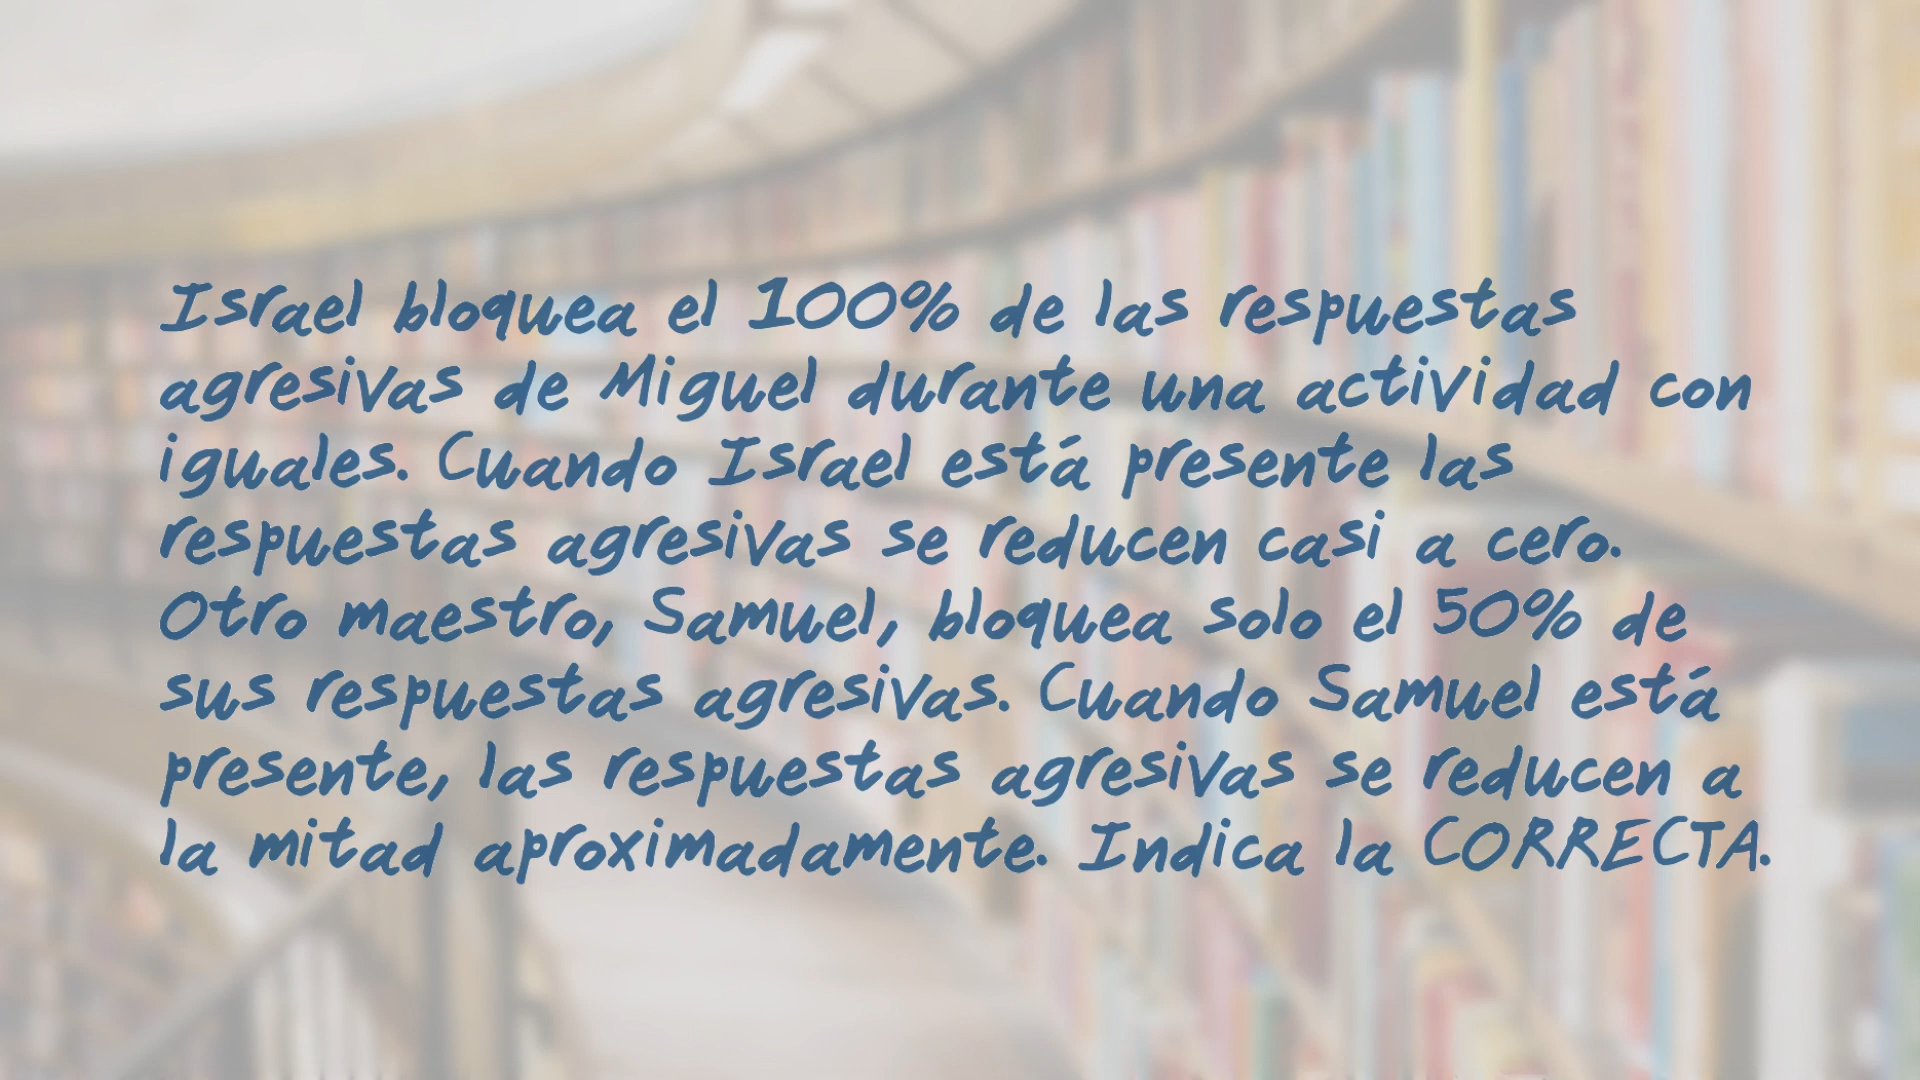 Israel bloquea el 100% de las respuestas
agresivas de Miguel durante una actividad con
iguales. Cuando Israel está presente las
respuestas agresivas se reducen casi a cero.
Otro maestro, Samuel, bloquea solo el 50% de
sus respuestas agresivas. Cuando Samuel está
presente, las respuestas agresivas se reducen a
la mitad aproximadamente. Indica la CORRECTA.